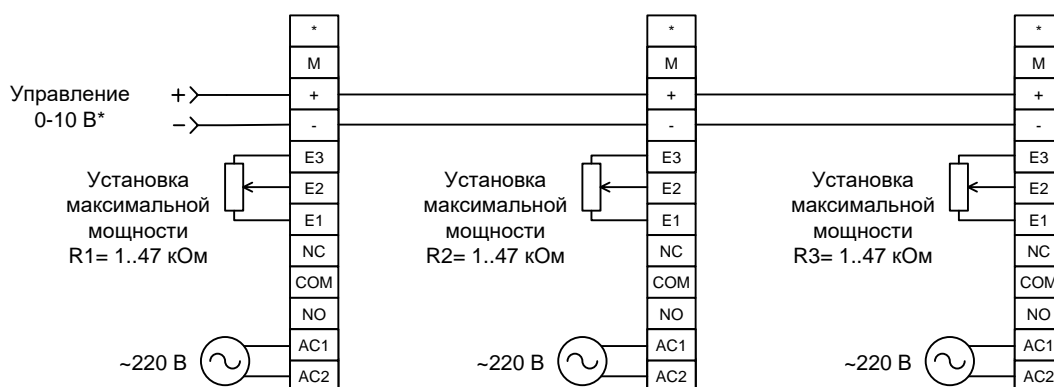 * * *
M M M
Управление + + + +
0-10 В* − - - -
E3 E3 E3
Установка E2 Установка E2 Установка E2
максимальной максимальной максимальной
мощности E1 мощности E1 мощности E1
R1= 1..47 кОм NC R2= 1..47 кОм NC R3= 1..47 кОм NC
COM COM COM
NO NO NO
~220 В AC1 ~220 В AC1 ~220 В AC1
AC2 AC2 AC2